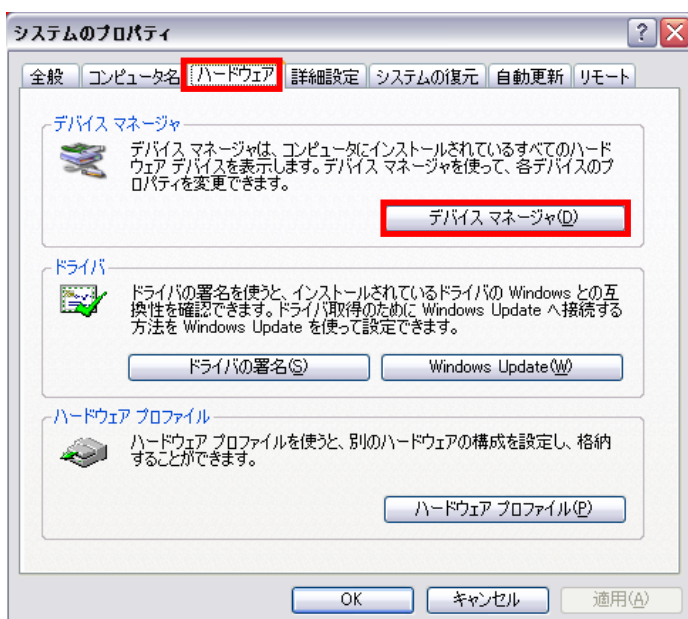 システムのプロパティ
全般 コンピュータ名 ハードウェア 詳細設定 システムの復元 自動更新 リモート
デバイス マネージャ
デバイス マネージャは、コンピュータにインストールされているすべてのハード
ウェア デバイスを表示します。デバイス マネージャを使って、各デバイスのプ
ロパティを変更できます。
デバイス マネージャ(D)
ドライバ
ドライバの署名を使うと、インストールされているドライバの Windows との互
換性を確認できます。ドライバ取得のために Windows Update へ接続する
方法を Windows Update を使って設定できます。
ドライバの署名(S) Windows Update(W)
ハードウェア プロファイル
ハードウェア プロファイルを使うと、別のハードウェアの構成を設定し、格納
することができます。
ハードウェア プロファイル(P)
OK キャンセル 適用(A)